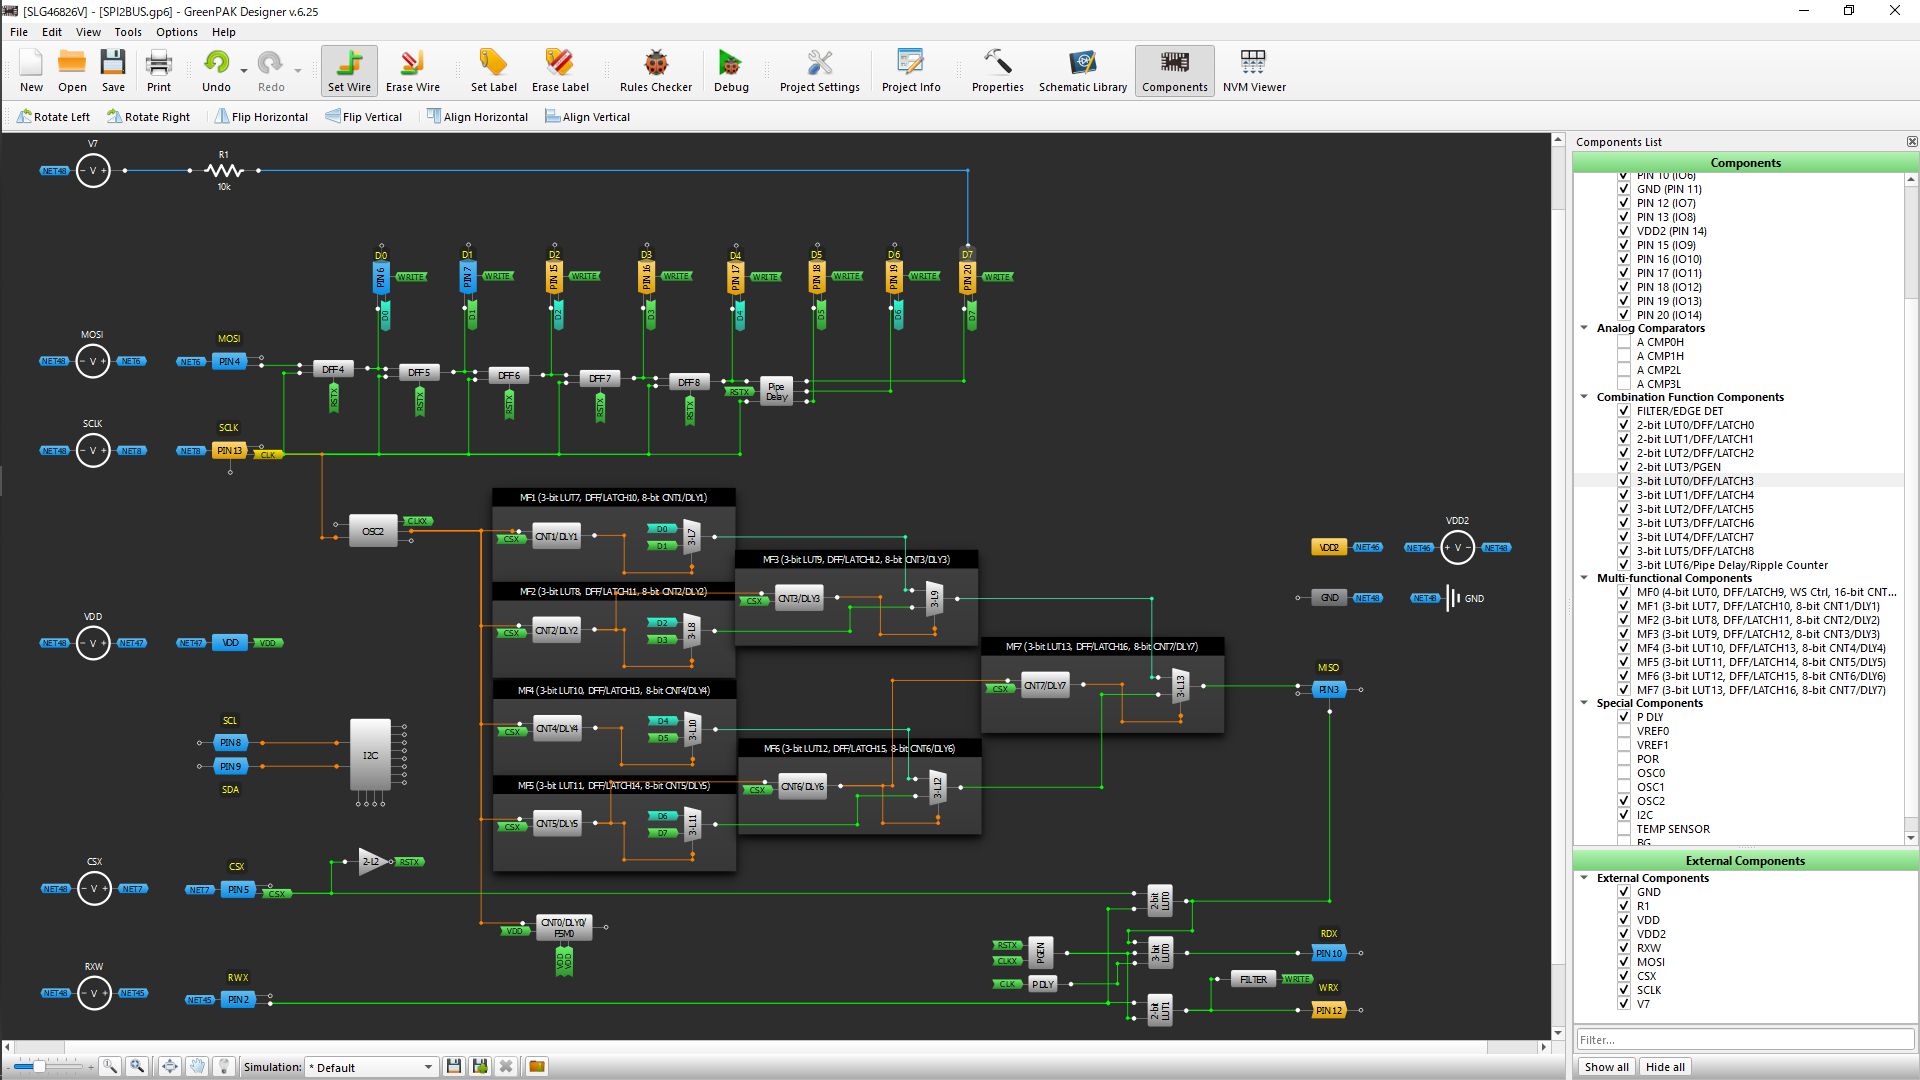 [SLG46826V] - [SPI2BUS.gp6] - GreenPAK Designer v.6.25
File Edit View Tools Options Help
New Open Save Print Undo Redo Set Wire Erase Wire Set Label Erase Label Rules Checker Debug Project Settings Project Info Properties Schematic Library Components NVM Viewer
Rotate Left Rotate Right Flip Horizontal Flip Vertical Align Horizontal Align Vertical
V7
NET48 - V +
R1
10k
D0 D1 D2 D3 D4 D5 D6 D7
PIN 6 WRITE PIN 7 WRITE PIN 15 WRITE PIN 16 WRITE PIN 17 WRITE PIN 18 WRITE PIN 19 WRITE PIN 20 WRITE
D0 D1 D2 D3 D4 D5 D6 D7
MOSI
NET48 - V + NET6
MOSI
NET6 PIN 4
DFF 4 DFF 5 DFF 6 DFF 7 DFF 8 Pipe Delay
RSTX RSTX RSTX RSTX RSTX RSTX
SCLK
NET48 - V + NET8
SCLK
NET8 PIN 13 CLK
OSC2 CLKX
MF1 (3-bit LUT7, DFF/LATCH10, 8-bit CNT1/DLY1)
CSX CNT1/DLY1 D0 D1 3-L7
MF2 (3-bit LUT8, DFF/LATCH11, 8-bit CNT2/DLY2)
CSX CNT2/DLY2 D2 D3 3-L8
MF3 (3-bit LUT9, DFF/LATCH12, 8-bit CNT3/DLY3)
CSX CNT3/DLY3 3-L9
MF4 (3-bit LUT10, DFF/LATCH13, 8-bit CNT4/DLY4)
CSX CNT4/DLY4 D4 D5 3-L10
MF5 (3-bit LUT11, DFF/LATCH14, 8-bit CNT5/DLY5)
CSX CNT5/DLY5 D6 D7 3-L11
MF6 (3-bit LUT12, DFF/LATCH15, 8-bit CNT6/DLY6)
CSX CNT6/DLY6 3-L12
MF7 (3-bit LUT13, DFF/LATCH16, 8-bit CNT7/DLY7)
CSX CNT7/DLY7 3-L13
VDD2
VDD2 NET46 NET46 + V - NET48
GND NET48 NET48 GND
VDD
NET48 - V + NET47
NET47 VDD VDD
MISO
PIN3
SCL
PIN 8
PIN 9
SDA
I2C
CSX
NET48 - V + NET7
CSX
NET7 PIN 5 CSX
2-L2 RSTX
VDD CNT0/DLY0/FSM0
VDD VDD
RXW
NET48 - V + NET45
RWX
NET45 PIN 2
2-bit LUT0
RSTX
CLKX
PGEN
3-bit LUT0
CLK P DLY
2-bit LUT1
FILTER WRITE
RDX
PIN 10
WRX
PIN 12
Simulation: * Default
Components List
Components
PIN 10 (IO6)
GND (PIN 11)
PIN 12 (IO7)
PIN 13 (IO8)
VDD2 (PIN 14)
PIN 15 (IO9)
PIN 16 (IO10)
PIN 17 (IO11)
PIN 18 (IO12)
PIN 19 (IO13)
PIN 20 (IO14)
Analog Comparators
A CMP0H
A CMP1H
A CMP2L
A CMP3L
Combination Function Components
FILTER/EDGE DET
2-bit LUT0/DFF/LATCH0
2-bit LUT1/DFF/LATCH1
2-bit LUT2/DFF/LATCH2
2-bit LUT3/PGEN
3-bit LUT0/DFF/LATCH3
3-bit LUT1/DFF/LATCH4
3-bit LUT2/DFF/LATCH5
3-bit LUT3/DFF/LATCH6
3-bit LUT4/DFF/LATCH7
3-bit LUT5/DFF/LATCH8
3-bit LUT6/Pipe Delay/Ripple Counter
Multi-functional Components
MF0 (4-bit LUT0, DFF/LATCH9, WS Ctrl, 16-bit CNT...
MF1 (3-bit LUT7, DFF/LATCH10, 8-bit CNT1/DLY1)
MF2 (3-bit LUT8, DFF/LATCH11, 8-bit CNT2/DLY2)
MF3 (3-bit LUT9, DFF/LATCH12, 8-bit CNT3/DLY3)
MF4 (3-bit LUT10, DFF/LATCH13, 8-bit CNT4/DLY4)
MF5 (3-bit LUT11, DFF/LATCH14, 8-bit CNT5/DLY5)
MF6 (3-bit LUT12, DFF/LATCH15, 8-bit CNT6/DLY6)
MF7 (3-bit LUT13, DFF/LATCH16, 8-bit CNT7/DLY7)
Special Components
P DLY
VREF0
VREF1
POR
OSC0
OSC1
OSC2
I2C
TEMP SENSOR
BG
External Components
External Components
GND
R1
VDD
VDD2
RXW
MOSI
CSX
SCLK
V7
Filter...
Show all Hide all